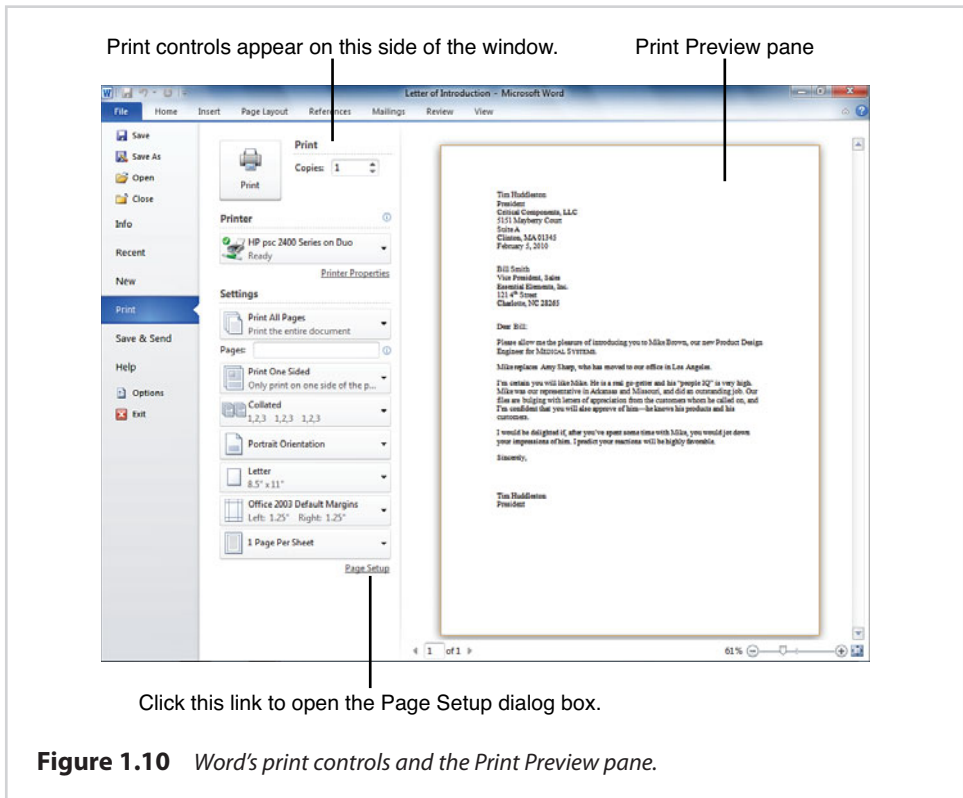 Print controls appear on this side of the window.
Print Preview pane
Letter of Introduction - Microsoft Word
File Home Insert Page Layout References Mailings Review View
Save
Save As
Open
Close
Info
Recent
New
Print
Save & Send
Help
Options
Exit
Print
Print
Copies: 1
Printer
HP psc 2400 Series on Duo
Ready
Printer Properties
Settings
Print All Pages
Print the entire document
Pages:
Print One Sided
Only print on one side of the p...
Collated
1,2,3 1,2,3 1,2,3
Portrait Orientation
Letter
8.5" x 11"
Office 2003 Default Margins
Left: 1.25" Right: 1.25"
1 Page Per Sheet
Page Setup
Tim Huddleston
President
Critical Components, LLC
5151 Mayberry Court
Suite A
Clinton, MA 01345
February 5, 2010
Bill Smith
Vice President, Sales
Essential Elements, Inc.
121 4th Street
Charlotte, NC 28265
Dear Bill:
Please allow me the pleasure of introducing you to Mike Brown, our new Product Design
Engineer for MEDICAL SYSTEMS.
Mike replaces Amy Sharp, who has moved to our office in Los Angeles.
I'm certain you will like Mike. He is a real go-getter and his "people IQ" is very high.
Mike was our representative in Arkansas and Missouri, and did an outstanding job. Our
files are bulging with letters of appreciation from the customers whom he called on, and
I'm confident that you will also approve of him—he knows his products and his
customers.
I would be delighted if, after you've spent some time with Mike, you would jot down
your impressions of him. I predict your reactions will be highly favorable.
Sincerely,
Tim Huddleston
President
1 of 1
61%
Click this link to open the Page Setup dialog box.
Figure 1.10 Word's print controls and the Print Preview pane.